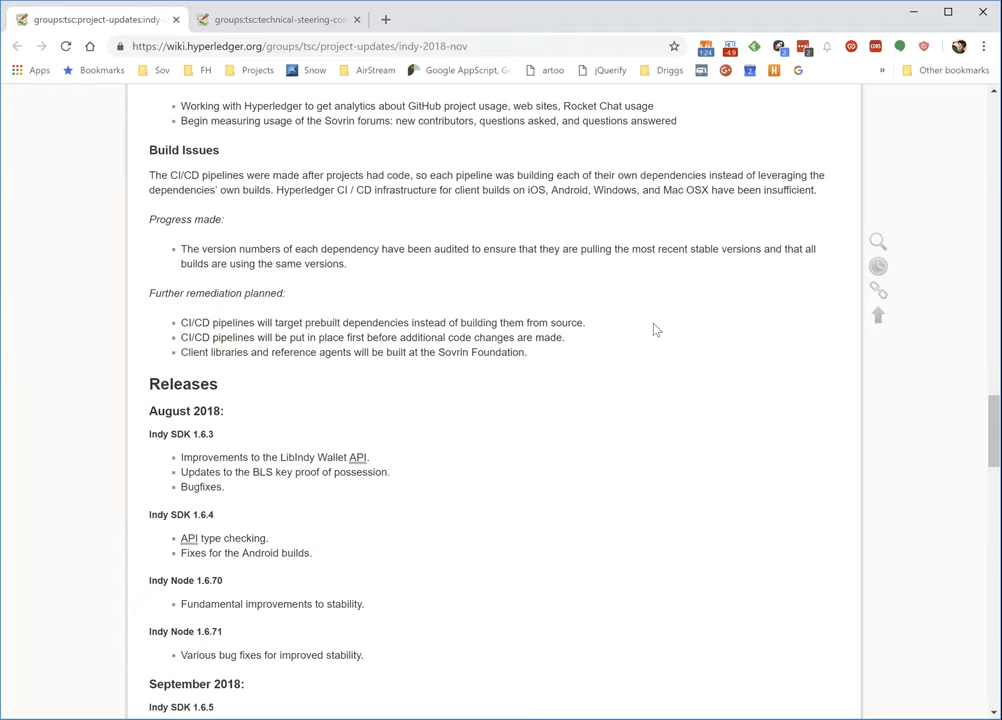 groups:tsc:project-updates:indy-
groups:tsc:technical-steering-co
https://wiki.hyperledger.org/groups/tsc/project-updates/indy-2018-nov
1:24
-4.9
2
2
CORS
Apps
Bookmarks
Sov
FH
Projects
Snow
AirStream
Google AppScript, G
artoo
jQuerify
Driggs
G+
2
H
G
»
Other bookmarks
Working with Hyperledger to get analytics about GitHub project usage, web sites, Rocket Chat usage
Begin measuring usage of the Sovrin forums: new contributors, questions asked, and questions answered
Build Issues
The CI/CD pipelines were made after projects had code, so each pipeline was building each of their own dependencies instead of leveraging the
dependencies' own builds. Hyperledger CI / CD infrastructure for client builds on iOS, Android, Windows, and Mac OSX have been insufficient.
Progress made:
The version numbers of each dependency have been audited to ensure that they are pulling the most recent stable versions and that all
builds are using the same versions.
Further remediation planned:
CI/CD pipelines will target prebuilt dependencies instead of building them from source.
CI/CD pipelines will be put in place first before additional code changes are made.
Client libraries and reference agents will be built at the Sovrin Foundation.
Releases
August 2018:
Indy SDK 1.6.3
Improvements to the LibIndy Wallet API.
Updates to the BLS key proof of possession.
Bugfixes.
Indy SDK 1.6.4
API type checking.
Fixes for the Android builds.
Indy Node 1.6.70
Fundamental improvements to stability.
Indy Node 1.6.71
Various bug fixes for improved stability.
September 2018:
Indy SDK 1.6.5